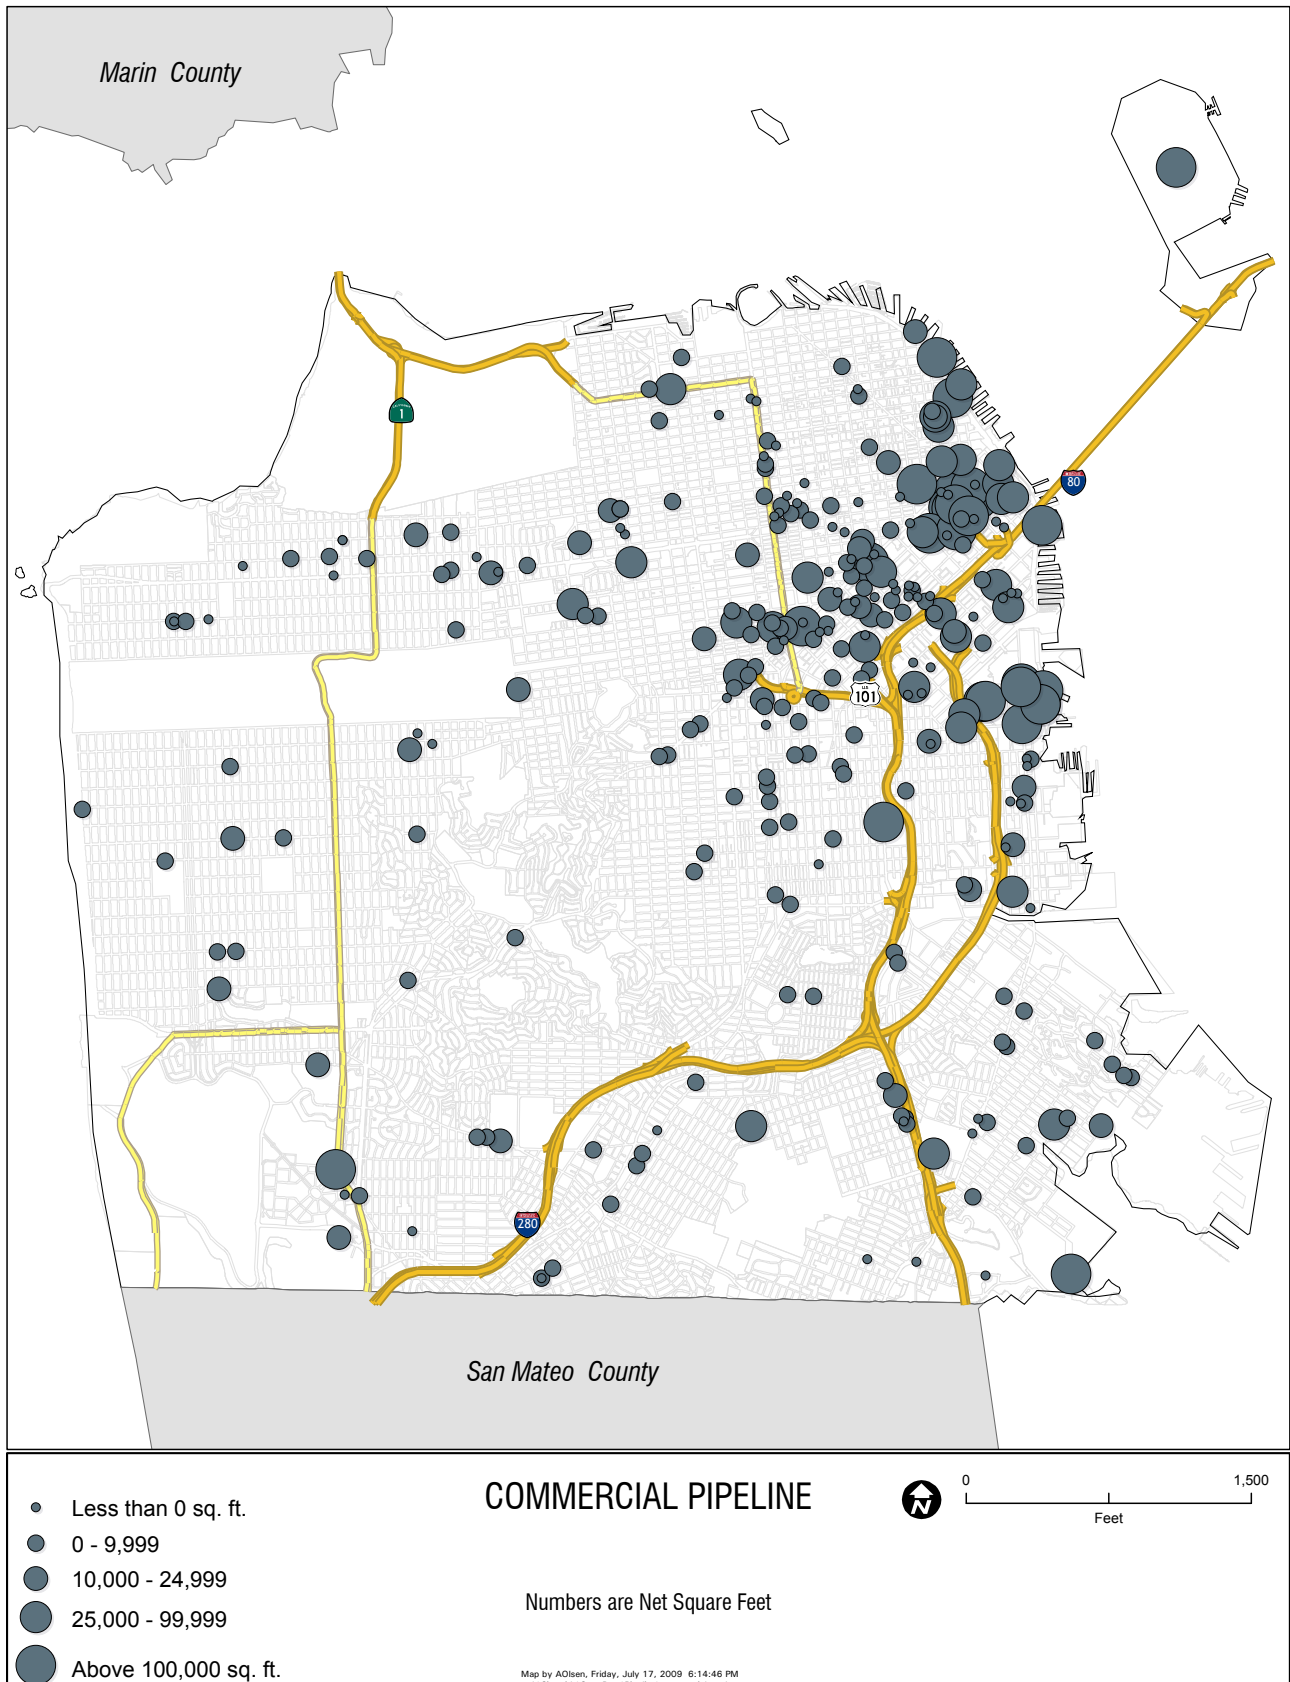 Marin County
CALIFORNIA
1
80
US
101
280
San Mateo County
COMMERCIAL PIPELINE
Numbers are Net Square Feet
Less than 0 sq. ft.
0 - 9,999
10,000 - 24,999
25,000 - 99,999
Above 100,000 sq. ft.
N
0
1,500
Feet
Map by AOlsen, Friday, July 17, 2009 6:14:46 PM